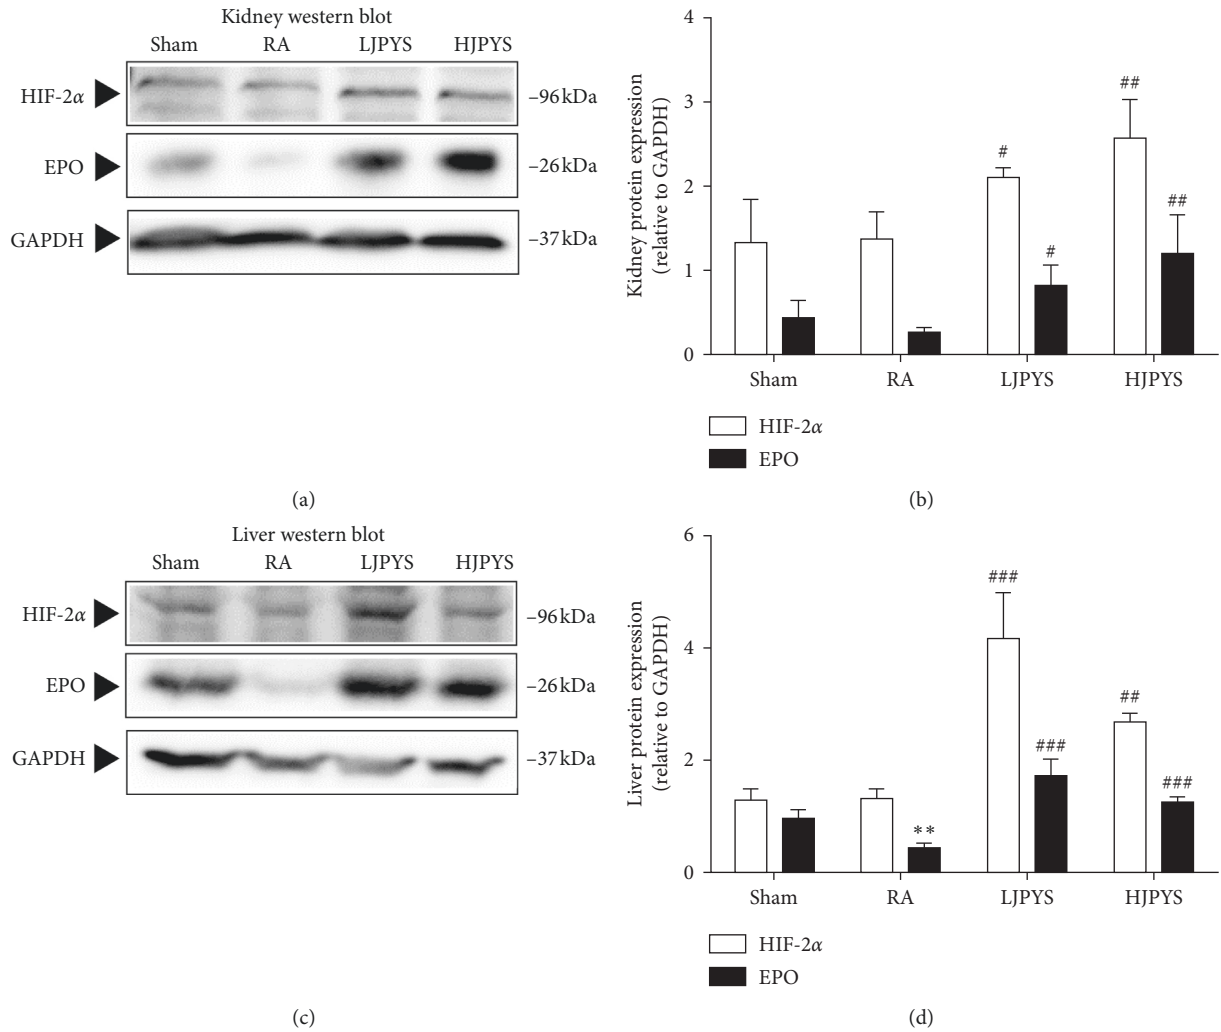 Kidney western blot
Sham RA LJPYS HJPYS
HIF-2α –96 kDa
EPO –26 kDa
GAPDH –37 kDa
(a)
Kidney protein expression
(relative to GAPDH)
4
3
2
1
0
# # ## ##
Sham RA LJPYS HJPYS
HIF-2α
EPO
(b)
Liver western blot
Sham RA LJPYS HJPYS
HIF-2α –96 kDa
EPO –26 kDa
GAPDH –37 kDa
(c)
Liver protein expression
(relative to GAPDH)
6
4
2
0
** ### ### ## ###
Sham RA LJPYS HJPYS
HIF-2α
EPO
(d)